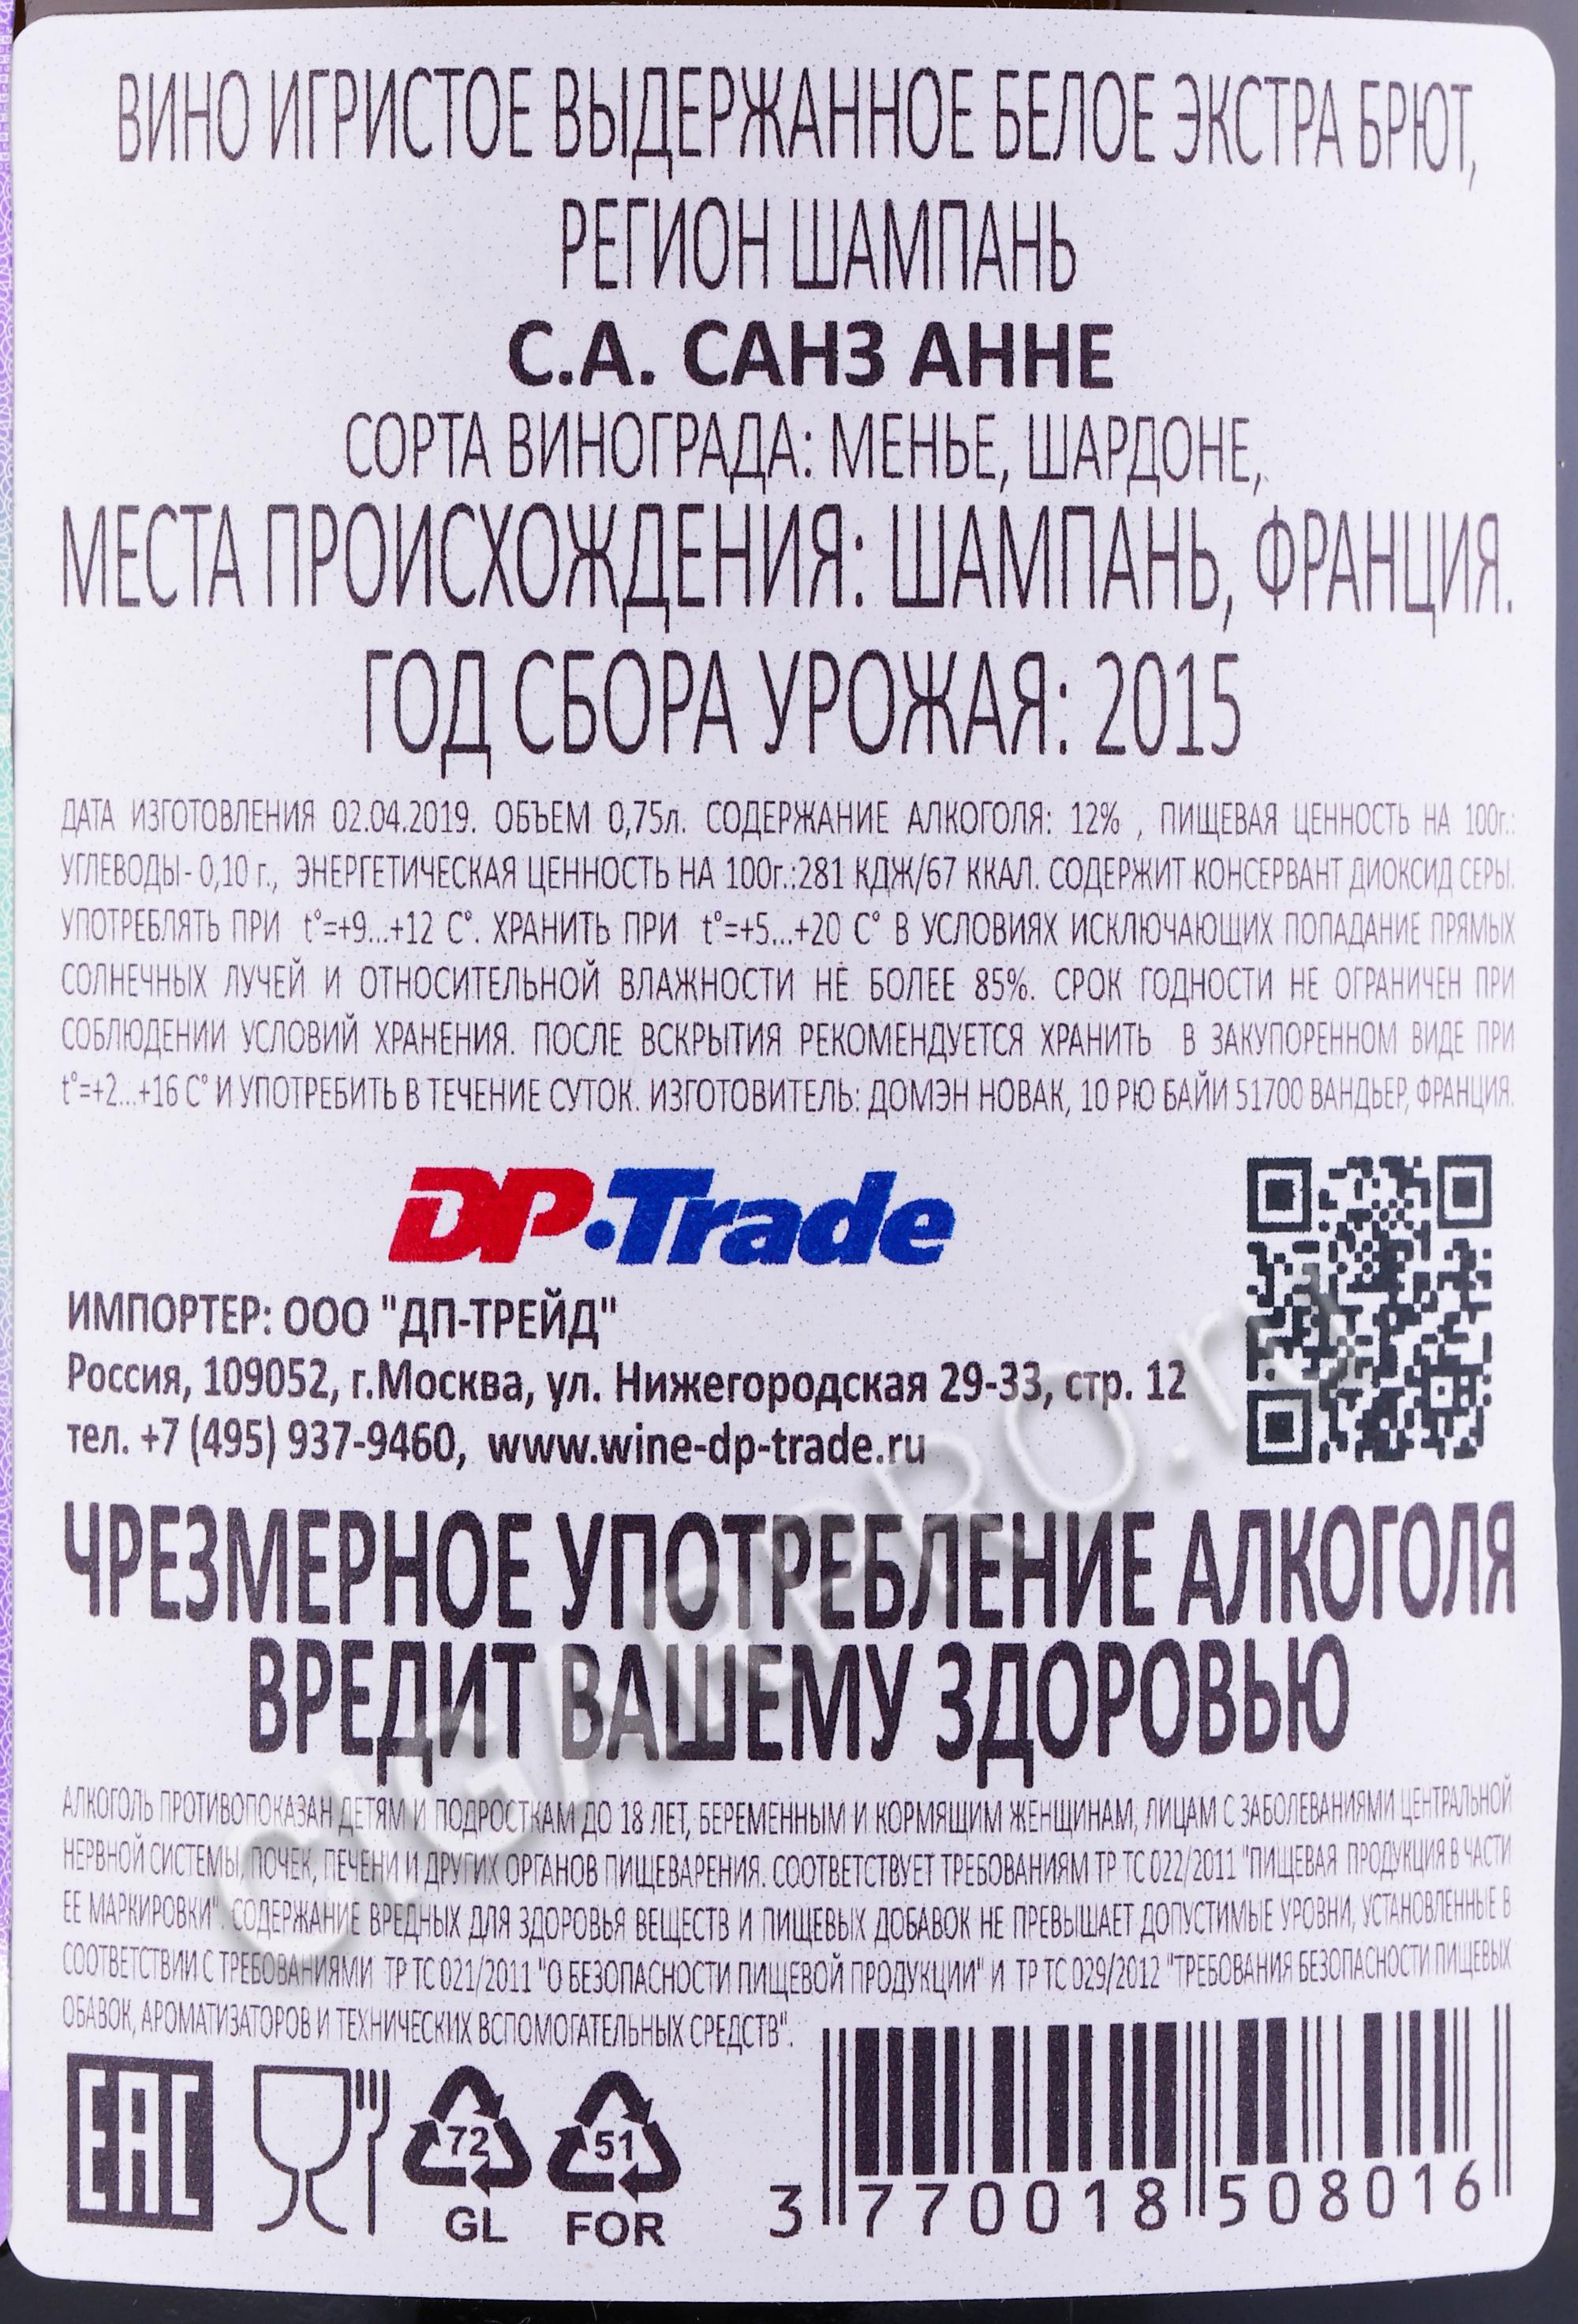 ВИНО ИГРИСТОЕ ВЫДЕРЖАННОЕ БЕЛОЕ ЭКСТРА БРЮТ,
РЕГИОН ШАМПАНЬ
С.А. САНЗ АННЕ
СОРТА ВИНОГРАДА: МЕНЬЕ, ШАРДОНЕ,
МЕСТА ПРОИСХОЖДЕНИЯ: ШАМПАНЬ, ФРАНЦИЯ.
ГОД СБОРА УРОЖАЯ: 2015
ДАТА ИЗГОТОВЛЕНИЯ 02.04.2019. ОБЪЕМ 0,75л. СОДЕРЖАНИЕ АЛКОГОЛЯ: 12% , ПИЩЕВАЯ ЦЕННОСТЬ НА 100г.:
УГЛЕВОДЫ- 0,10 г., ЭНЕРГЕТИЧЕСКАЯ ЦЕННОСТЬ НА 100г.:281 КДЖ/67 ККАЛ. СОДЕРЖИТ КОНСЕРВАНТ ДИОКСИД СЕРЫ.
УПОТРЕБЛЯТЬ ПРИ t°=+9...+12 С°. ХРАНИТЬ ПРИ t°=+5...+20 С° В УСЛОВИЯХ ИСКЛЮЧАЮЩИХ ПОПАДАНИЕ ПРЯМЫХ
СОЛНЕЧНЫХ ЛУЧЕЙ И ОТНОСИТЕЛЬНОЙ ВЛАЖНОСТИ НЕ БОЛЕЕ 85%. СРОК ГОДНОСТИ НЕ ОГРАНИЧЕН ПРИ
СОБЛЮДЕНИИ УСЛОВИЙ ХРАНЕНИЯ. ПОСЛЕ ВСКРЫТИЯ РЕКОМЕНДУЕТСЯ ХРАНИТЬ В ЗАКУПОРЕННОМ ВИДЕ ПРИ
t°=+2...+16 С° И УПОТРЕБИТЬ В ТЕЧЕНИЕ СУТОК. ИЗГОТОВИТЕЛЬ: ДОМЭН НОВАК, 10 РЮ БАЙИ 51700 ВАНДЬЕР, ФРАНЦИЯ.
DP·Trade
ИМПОРТЕР: ООО "ДП-ТРЕЙД"
Россия, 109052, г.Москва, ул. Нижегородская 29-33, стр. 12
тел. +7 (495) 937-9460, www.wine-dp-trade.ru
ЧРЕЗМЕРНОЕ УПОТРЕБЛЕНИЕ АЛКОГОЛЯ
ВРЕДИТ ВАШЕМУ ЗДОРОВЬЮ
АЛКОГОЛЬ ПРОТИВОПОКАЗАН ДЕТЯМ И ПОДРОСТКАМ ДО 18 ЛЕТ, БЕРЕМЕННЫМ И КОРМЯЩИМ ЖЕНЩИНАМ, ЛИЦАМ С ЗАБОЛЕВАНИЯМИ ЦЕНТРАЛЬНОЙ
НЕРВНОЙ СИСТЕМЫ, ПОЧЕК, ПЕЧЕНИ И ДРУГИХ ОРГАНОВ ПИЩЕВАРЕНИЯ. СООТВЕТСТВУЕТ ТРЕБОВАНИЯМ ТР ТС 022/2011 "ПИЩЕВАЯ ПРОДУКЦИЯ В ЧАСТИ
ЕЕ МАРКИРОВКИ". СОДЕРЖАНИЕ ВРЕДНЫХ ДЛЯ ЗДОРОВЬЯ ВЕЩЕСТВ И ПИЩЕВЫХ ДОБАВОК НЕ ПРЕВЫШАЕТ ДОПУСТИМЫЕ УРОВНИ, УСТАНОВЛЕННЫЕ В
СООТВЕТСТВИИ С ТРЕБОВАНИЯМИ ТР ТС 021/2011 "О БЕЗОПАСНОСТИ ПИЩЕВОЙ ПРОДУКЦИИ" И ТР ТС 029/2012 "ТРЕБОВАНИЯ БЕЗОПАСНОСТИ ПИЩЕВЫХ
ОБАВОК, АРОМАТИЗАТОРОВ И ТЕХНИЧЕСКИХ ВСПОМОГАТЕЛЬНЫХ СРЕДСТВ".
EAC
72
GL
51
FOR
3 770018 508016
CIGARPRO.ru